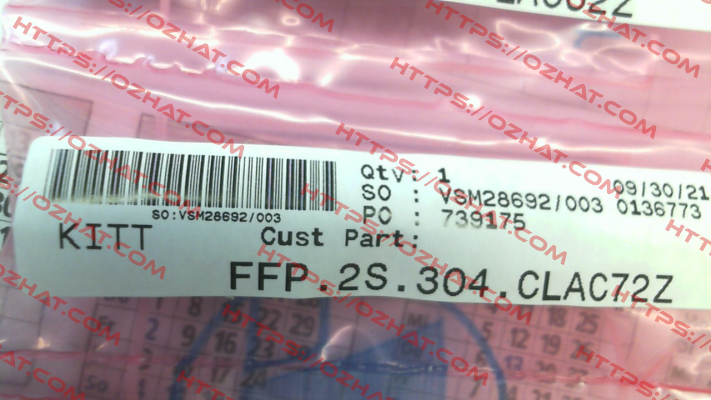 Qty: 1 09/30/21
SO : VSM28692/003 0136773
SO:VSM28692/003
PO : 739175
KITT Cust Part:
FFP.2S.304.CLAC72Z
HTTPS://OZHAT.COM